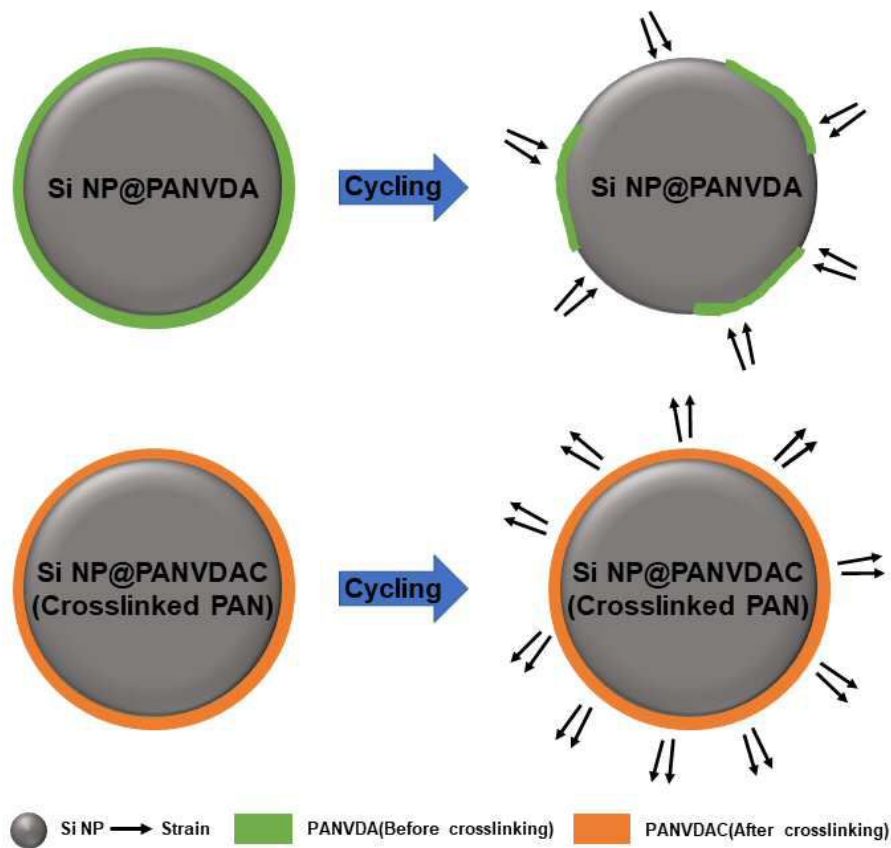 Si NP@PANVDA
Cycling
Si NP@PANVDA
Si NP@PANVDAC
(Crosslinked PAN)
Cycling
Si NP@PANVDAC
(Crosslinked PAN)
Si NP
Strain
PANVDA(Before crosslinking)
PANVDAC(After crosslinking)